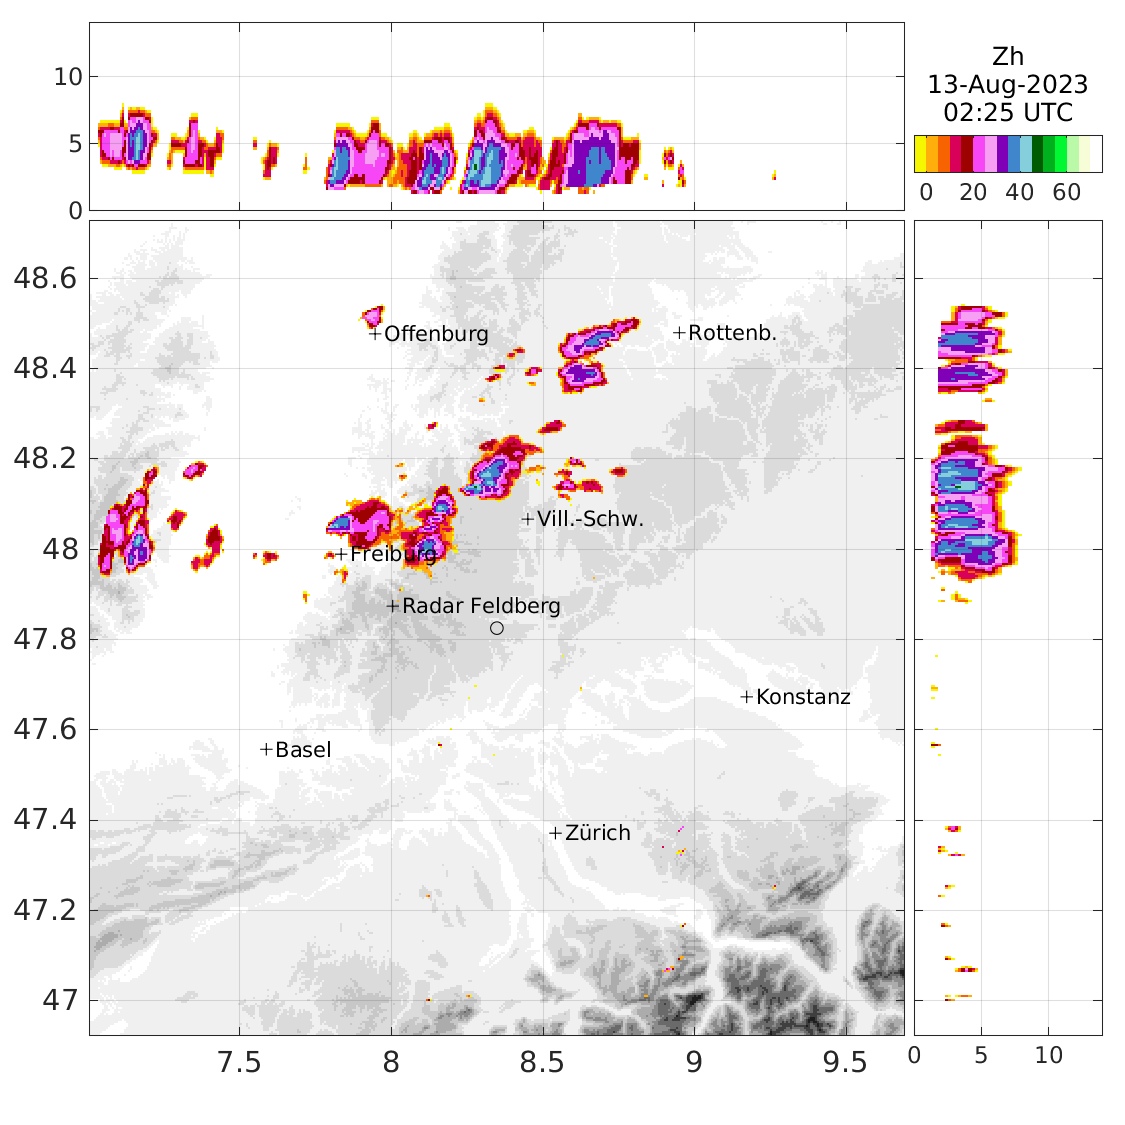 10
5
0
Zh
13-Aug-2023
02:25 UTC
0 20 40 60
48.6
48.4
48.2
48
47.8
47.6
47.4
47.2
47
Offenburg
Rottenb.
Vill.-Schw.
Freiburg
Radar Feldberg
Konstanz
Basel
Zürich
7.5 8 8.5 9 9.5
0 5 10